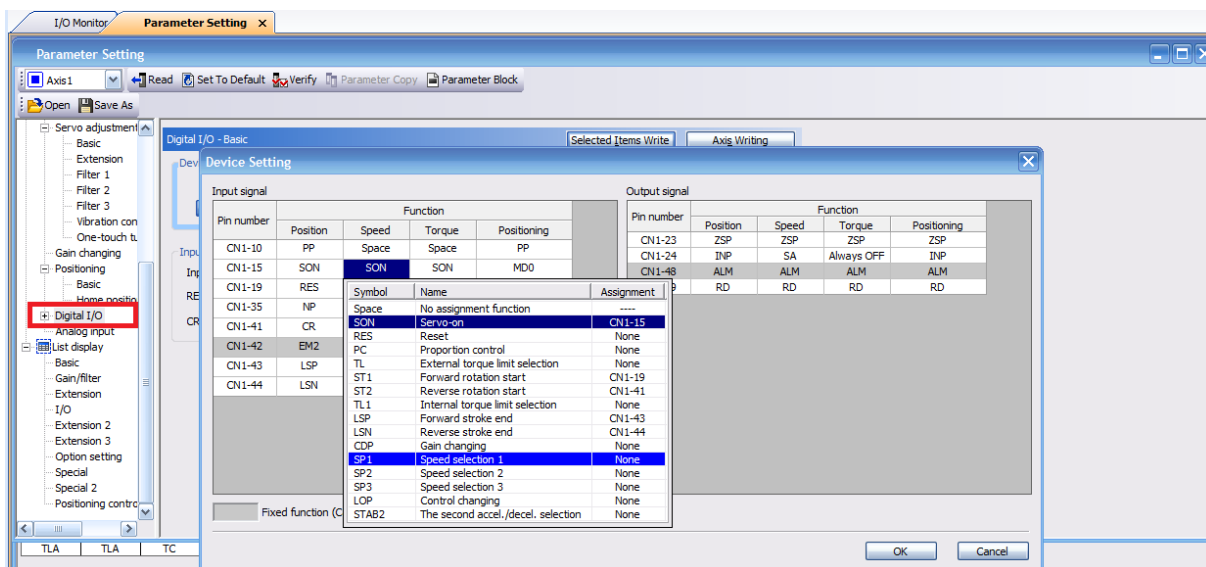 I/O Monitor Parameter Setting X
Parameter Setting
Axis1 Read Set To Default Verify Parameter Copy Parameter Block
Open Save As
Servo adjustment
Basic
Extension
Filter 1
Filter 2
Filter 3
Vibration con
One-touch tu
Gain changing
Positioning
Basic
Home positio
Digital I/O
Analog input
List display
Basic
Gain/filter
Extension
I/O
Extension 2
Extension 3
Option setting
Special
Special 2
Positioning contro
Digital I/O - Basic Selected Items Write Axis Writing
Dev
Inpu
Inp
RE
CR
Device Setting
Input signal
Pin number Function
Position Speed Torque Positioning
CN1-10 PP Space Space PP
CN1-15 SON SON SON MD0
CN1-19 RES
CN1-35 NP
CN1-41 CR
CN1-42 EM2
CN1-43 LSP
CN1-44 LSN
Symbol Name Assignment
Space No assignment function ----
SON Servo-on CN1-15
RES Reset None
PC Proportion control None
TL External torque limit selection None
ST1 Forward rotation start CN1-19
ST2 Reverse rotation start CN1-41
TL1 Internal torque limit selection None
LSP Forward stroke end CN1-43
LSN Reverse stroke end CN1-44
CDP Gain changing None
SP1 Speed selection 1 None
SP2 Speed selection 2 None
SP3 Speed selection 3 None
LOP Control changing None
STAB2 The second accel./decel. selection None
Output signal
Pin number Function
Position Speed Torque Positioning
CN1-23 ZSP ZSP ZSP ZSP
CN1-24 INP SA Always OFF INP
CN1-48 ALM ALM ALM ALM
9 RD RD RD RD
Fixed function (C
OK Cancel
TLA TLA TC